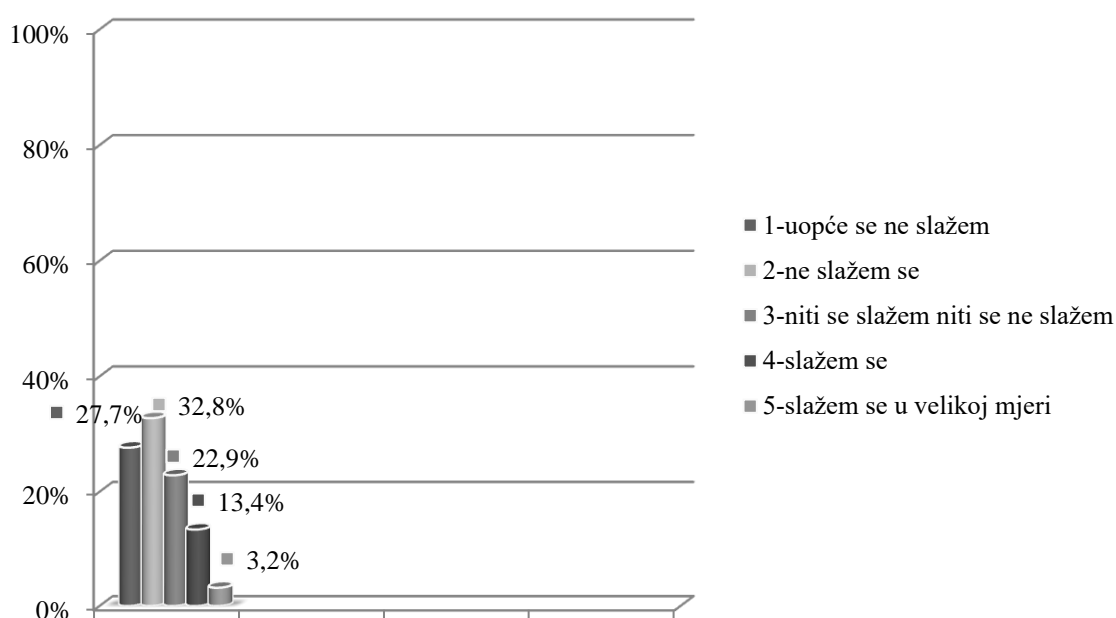 100%
80%
60%
40%
20%
0%
27,7%
32,8%
22,9%
13,4%
3,2%
1-uopće se ne slažem
2-ne slažem se
3-niti se slažem niti se ne slažem
4-slažem se
5-slažem se u velikoj mjeri